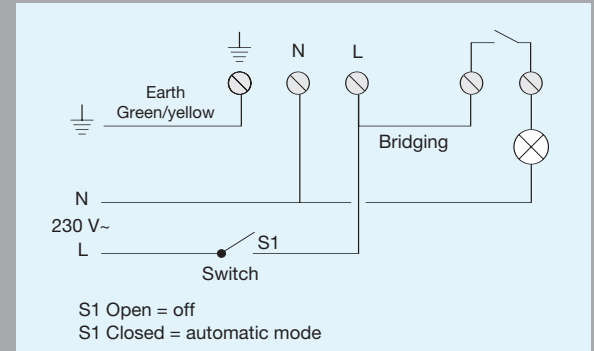 N L
Earth
Green/yellow
Bridging
N
230 V~
L
S1
Switch
S1 Open = off
S1 Closed = automatic mode